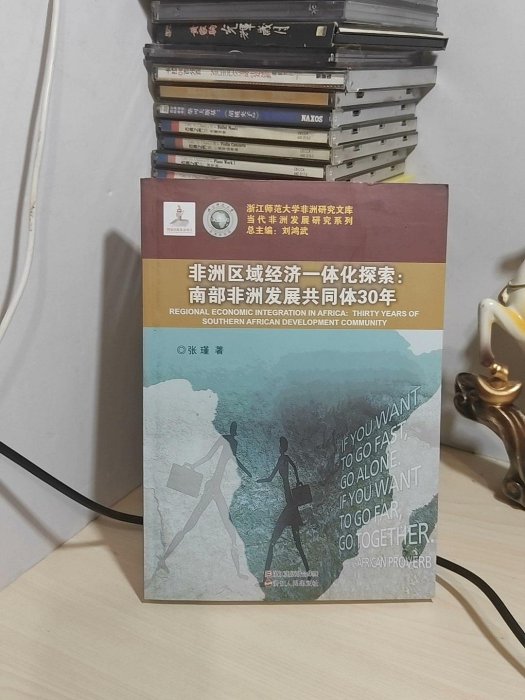 光輝歲月
NAXOS
浙江师范大学非洲研究文库
当代非洲发展研究系列
总主编：刘鸿武
非洲区域经济一体化探索：
南部非洲发展共同体30年
REGIONAL ECONOMIC INTEGRATION IN AFRICA: THIRTY YEARS OF
SOUTHERN AFRICAN DEVELOPMENT COMMUNITY
◎张瑾 著
IF YOU WANT
TO GO FAST,
GO ALONE.
IF YOU WANT
TO GO FAR,
GO TOGETHER.
-AFRICAN PROVERB